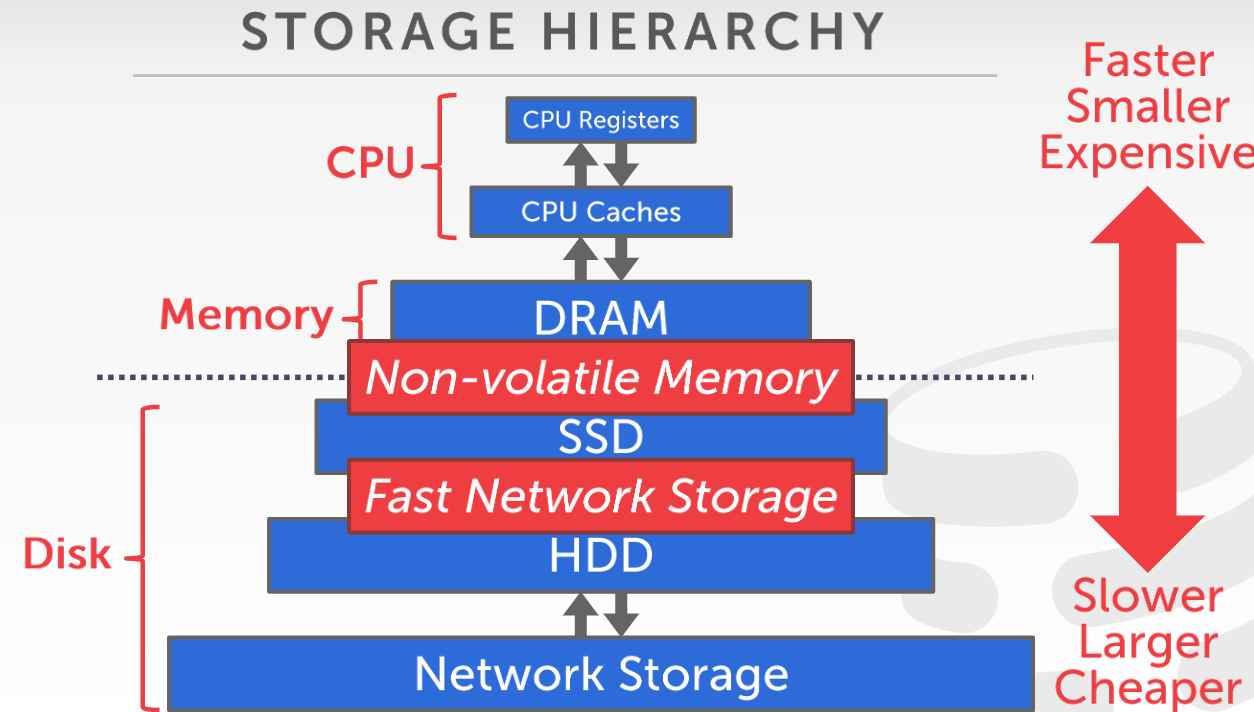 STORAGE HIERARCHY
Faster
Smaller
Expensive
CPU Registers
CPU
CPU Caches
Memory
DRAM
Non-volatile Memory
SSD
Fast Network Storage
Disk
HDD
Network Storage
Slower
Larger
Cheaper